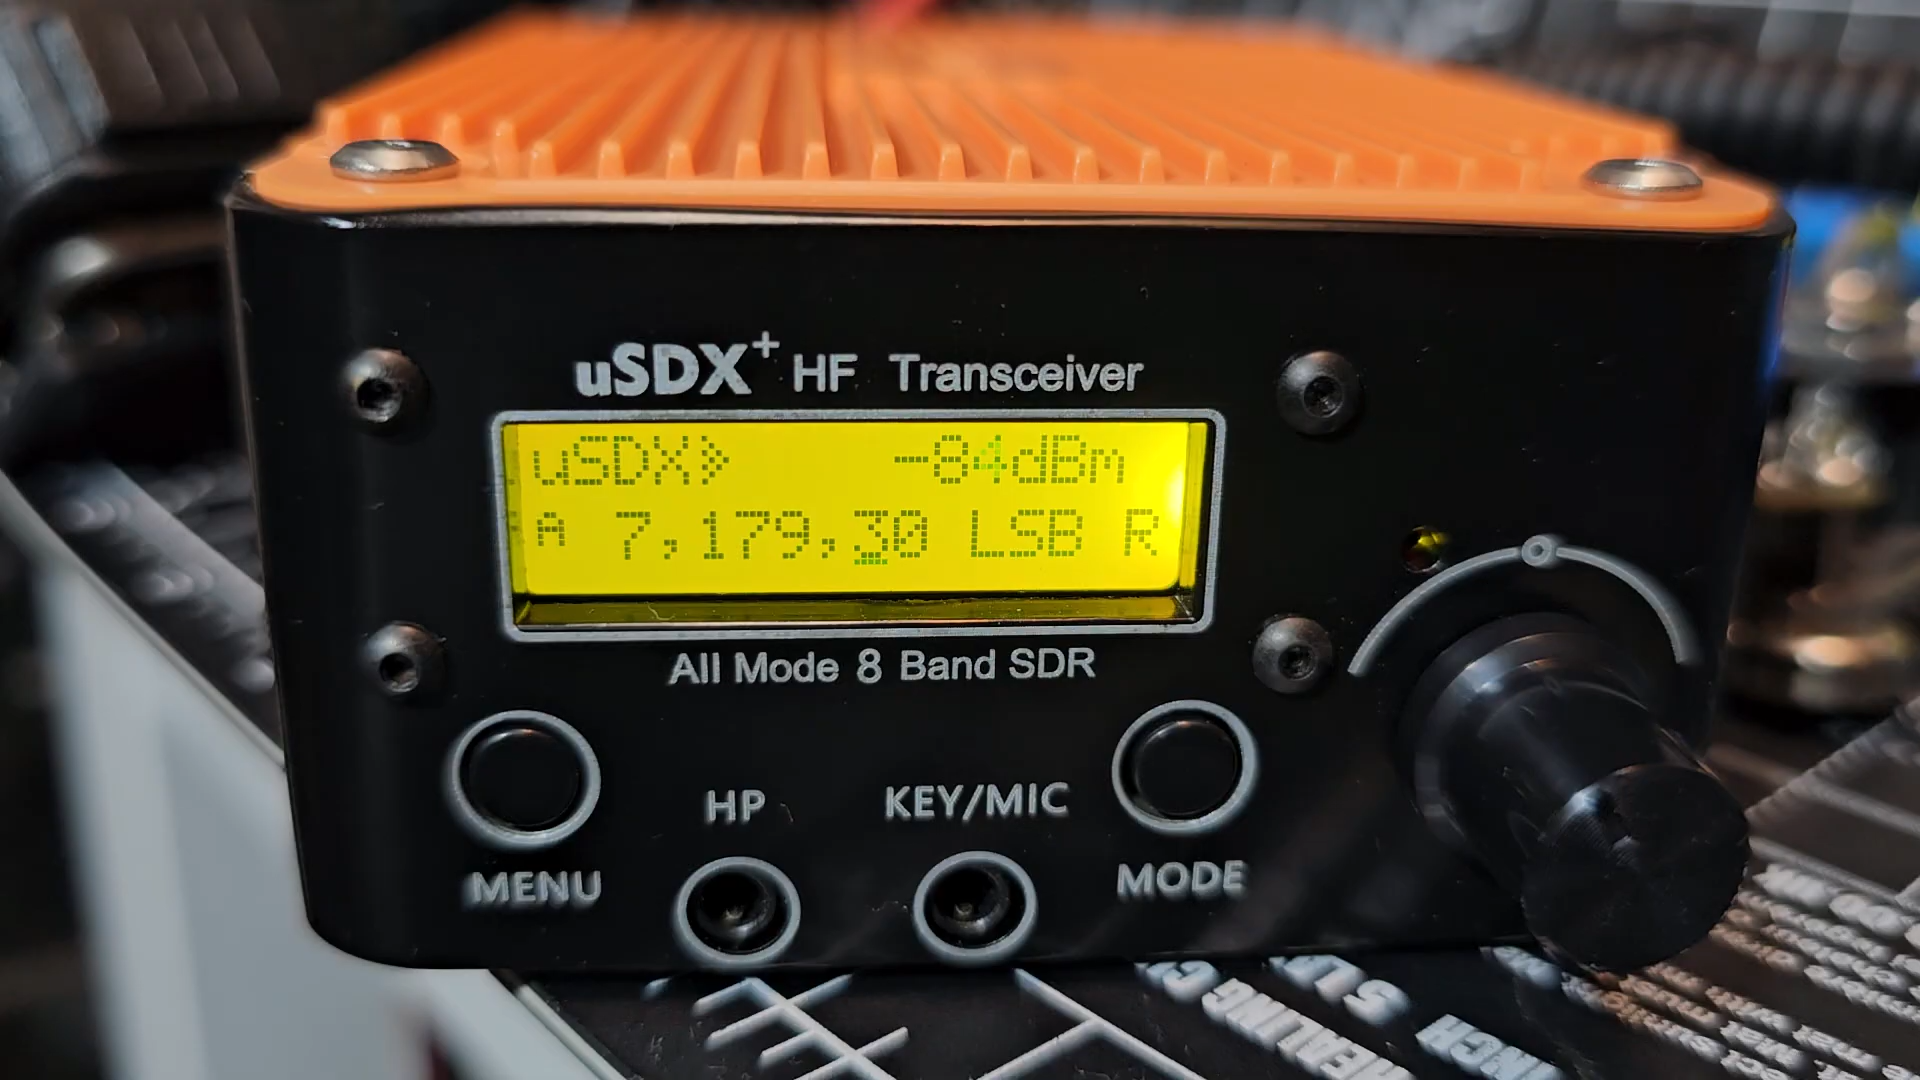 uSDX+ HF Transceiver
uSDX» -84dBm
A 7,179,30 LSB R
All Mode 8 Band SDR
HP
KEY/MIC
MENU
MODE